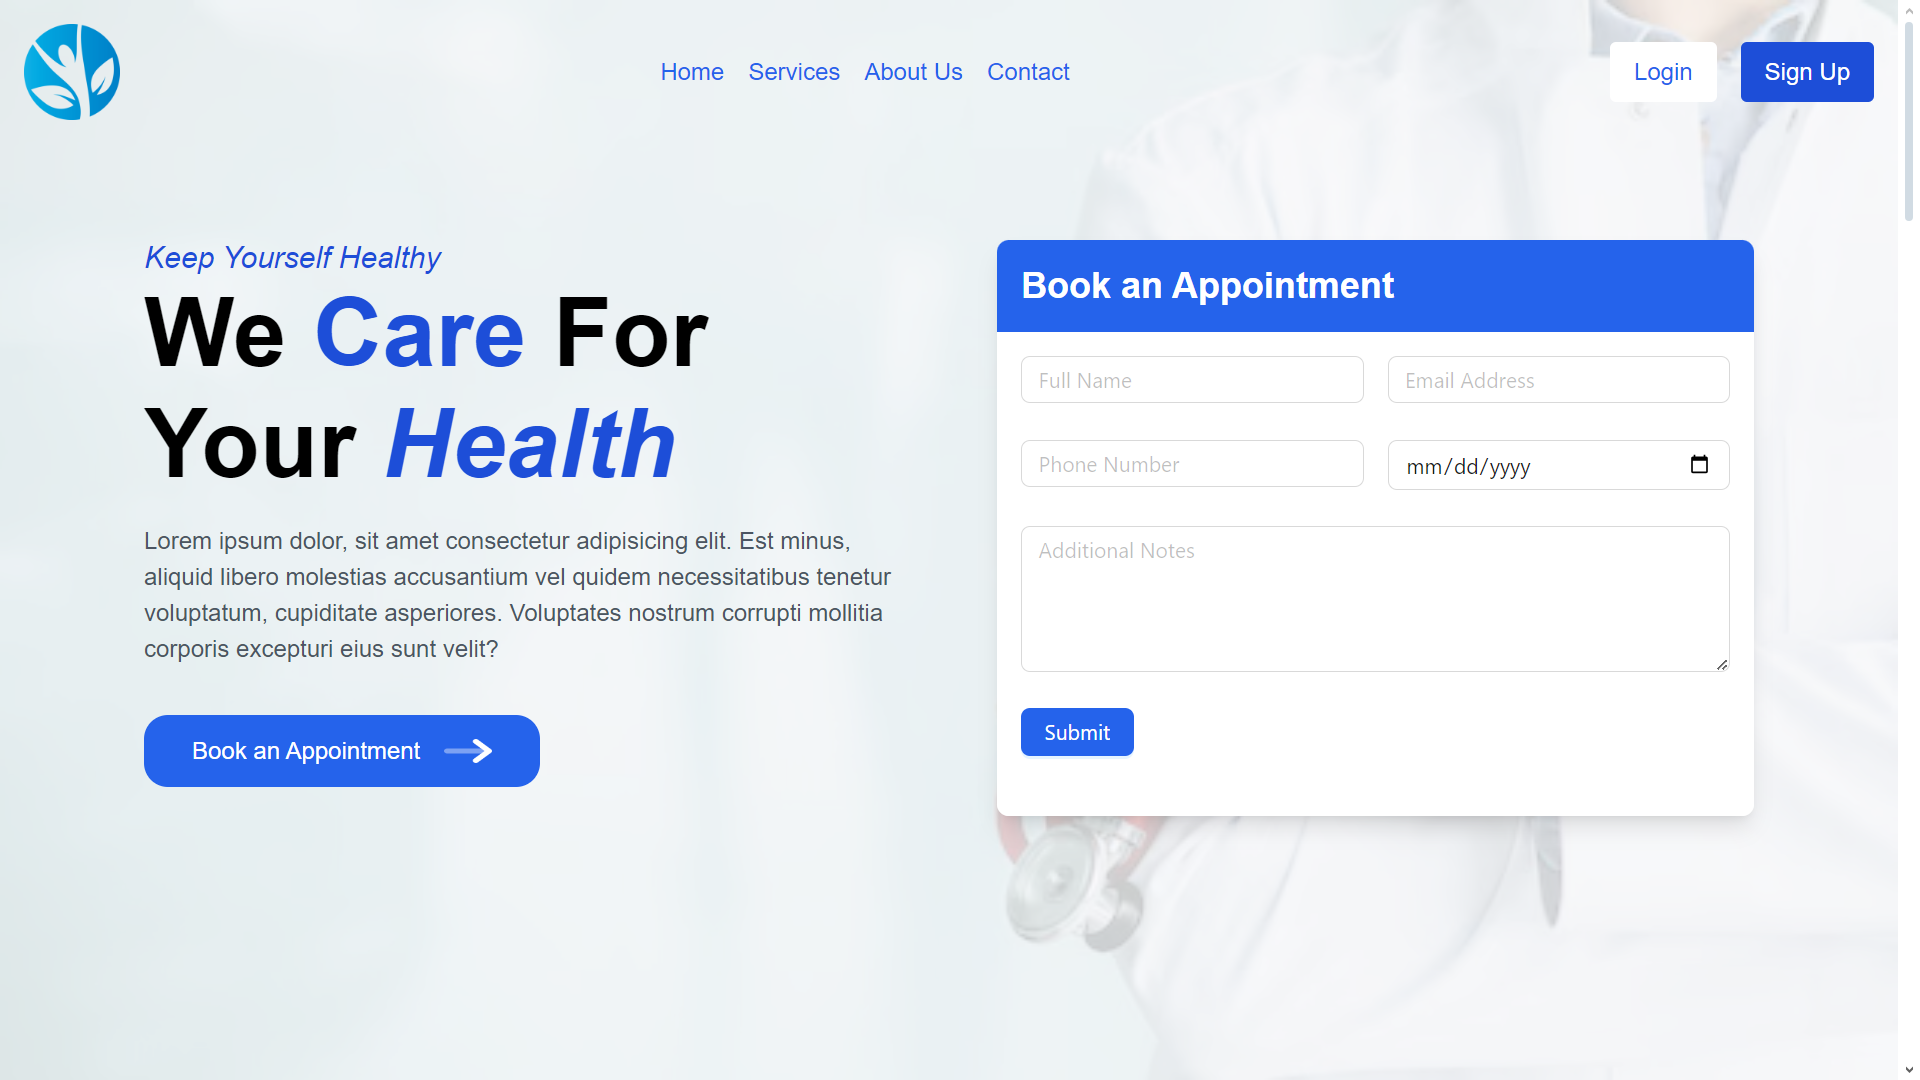 Home Services About Us Contact
Login
Sign Up
Keep Yourself Healthy
We Care For
Your Health
Lorem ipsum dolor, sit amet consectetur adipisicing elit. Est minus,
aliquid libero molestias accusantium vel quidem necessitatibus tenetur
voluptatum, cupiditate asperiores. Voluptates nostrum corrupti mollitia
corporis excepturi eius sunt velit?
Book an Appointment
Book an Appointment
Full Name
Email Address
Phone Number
mm/dd/yyyy
Additional Notes
Submit